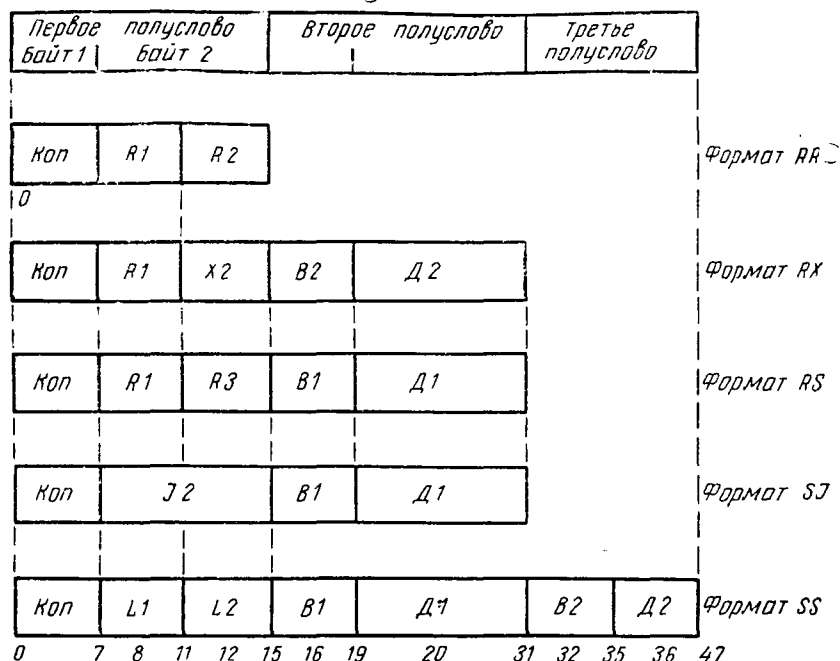 Первое полуслово Второе полуслово Третье
байт 1 байт 2 полуслово
Коп R1 R2 Формат RR
0
Коп R1 X2 B2 Д2 Формат RX
Коп R1 R3 B1 Д1 Формат RS
Коп J2 B1 Д1 Формат SJ
Коп L1 L2 B1 Д1 B2 Д2 Формат SS
0 7 8 11 12 15 16 19 20 31 32 35 36 47